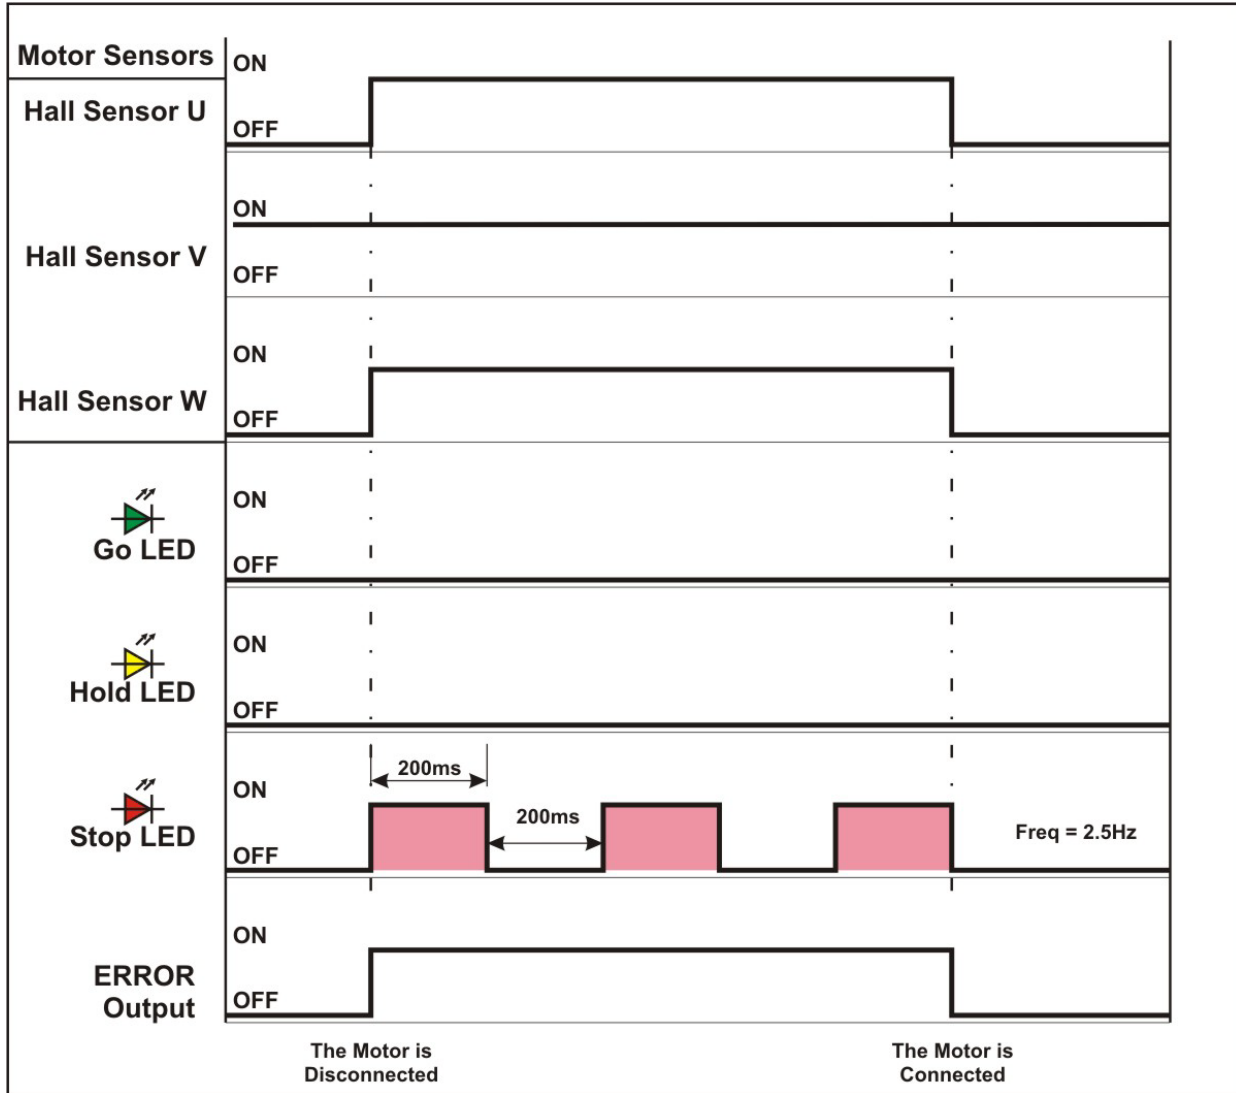 Motor Sensors
ON
Hall Sensor U
OFF
ON
Hall Sensor V
OFF
ON
Hall Sensor W
OFF
ON
Go LED
OFF
ON
Hold LED
OFF
200ms
ON
200ms
Stop LED
Freq = 2.5Hz
OFF
ON
ERROR
Output
OFF
The Motor is
Disconnected
The Motor is
Connected